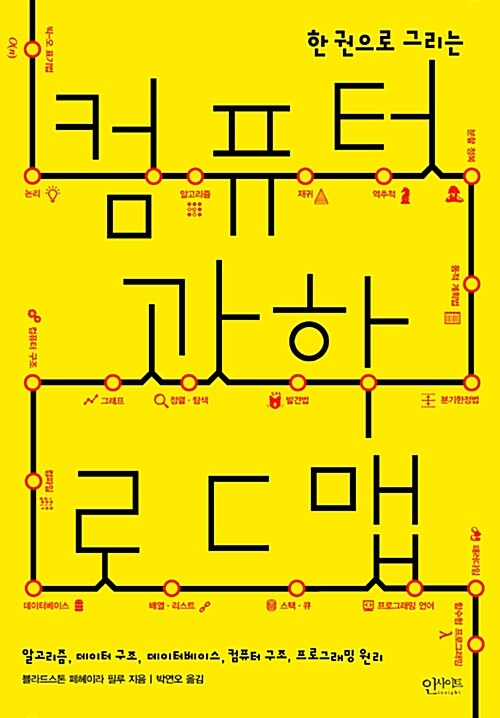 한 권으로 그리는
빅-오 표기법
O(n)
컴퓨터
분할 정복
논리
알고리즘
재귀
역추적
동적 계획법
과학
컴퓨터 구조
그래프
정렬 · 탐색
발견법
분기한정법
컴파일
로드맵
패러다임
데이터베이스
배열 · 리스트
스택 · 큐
프로그래밍 언어
함수형 프로그래밍
λ
알고리즘, 데이터 구조, 데이터베이스, 컴퓨터 구조, 프로그래밍 원리
블라드스톤 페헤이라 필루 지음 | 박연오 옮김
인사이트
insight